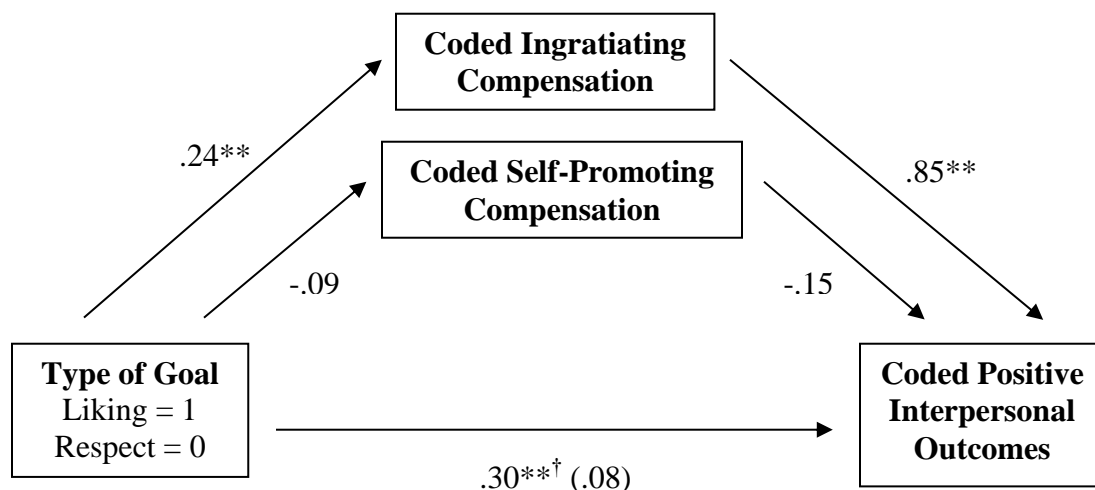 Coded Ingratiating
Compensation
.24**
Coded Self-Promoting
Compensation
.85**
-.09
-.15
Type of Goal
Liking = 1
Respect = 0
Coded Positive
Interpersonal
Outcomes
.30**† (.08)